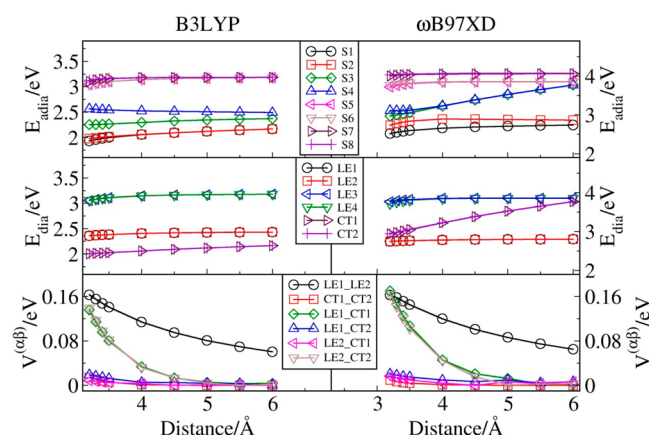 B3LYP
ωB97XD
E_adia/eV
3.5
3
2.5
2
S1
S2
S3
S4
S5
S6
S7
S8
4
3
2
E_adia/eV
E_dia/eV
3.5
3
2.5
2
LE1
LE2
LE3
LE4
CT1
CT2
4
3
2
E_dia/eV
V^(αβ)/eV
0.16
0.08
0
LE1_LE2
CT1_CT2
LE1_CT1
LE1_CT2
LE2_CT1
LE2_CT2
0.16
0.08
0
V^(αβ)/eV
4 5 6
3 4 5 6
Distance/Å
Distance/Å